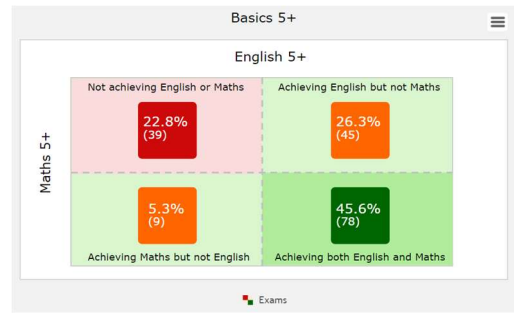 Basics 5+
English 5+
Maths 5+
Not achieving English or Maths
22.8%
(39)
Achieving English but not Maths
26.3%
(45)
5.3%
(9)
Achieving Maths but not English
45.6%
(78)
Achieving both English and Maths
Exams